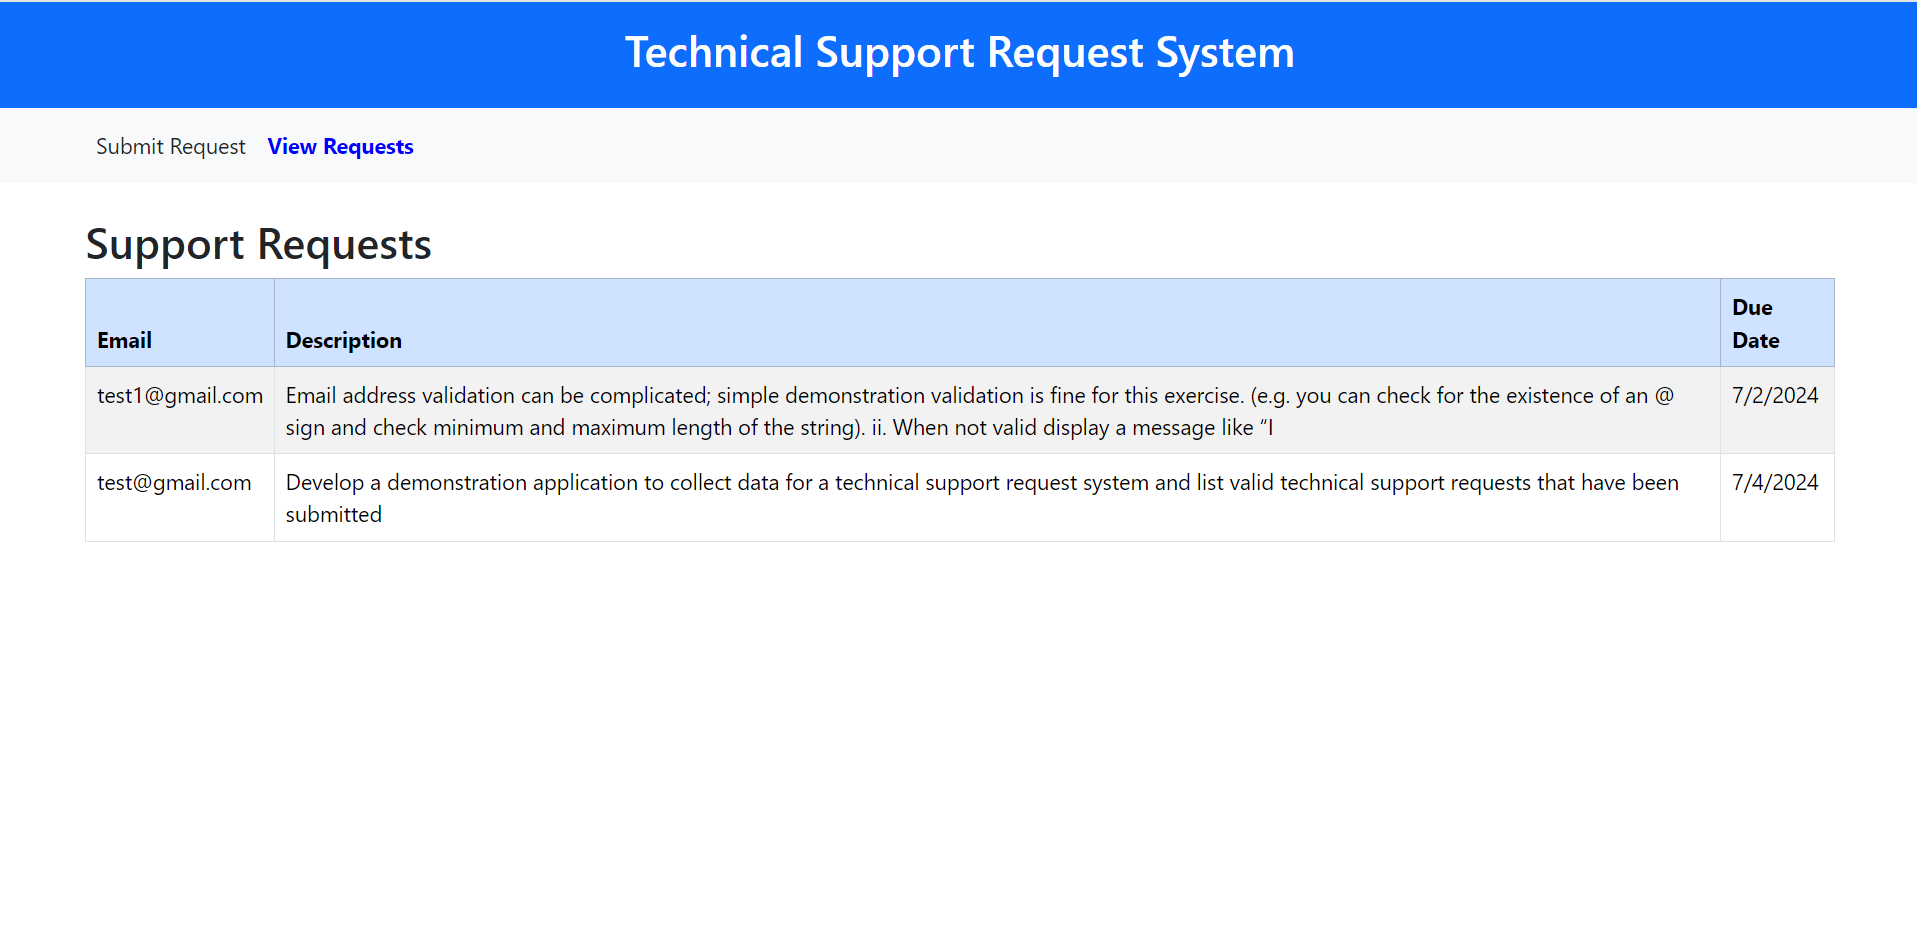 Technical Support Request System
Submit Request View Requests
Support Requests
Email Description Due Date
test1@gmail.com Email address validation can be complicated; simple demonstration validation is fine for this exercise. (e.g. you can check for the existence of an @ 7/2/2024
sign and check minimum and maximum length of the string). ii. When not valid display a message like “I
test@gmail.com Develop a demonstration application to collect data for a technical support request system and list valid technical support requests that have been 7/4/2024
submitted